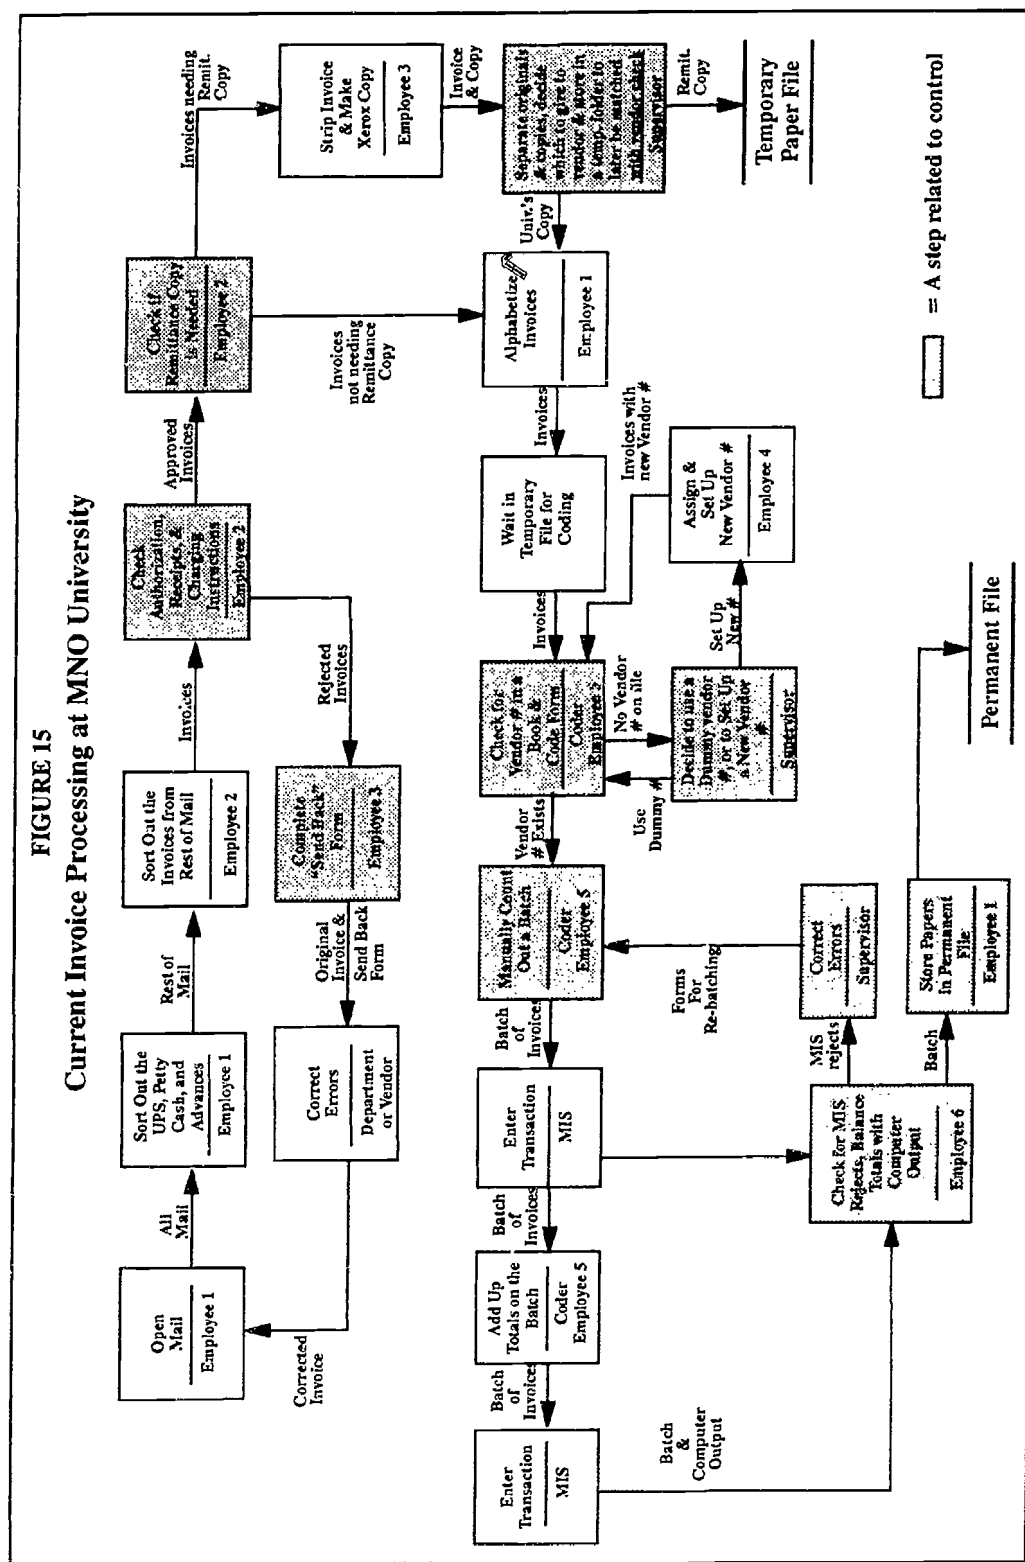 FIGURE 15
Current Invoice Processing at MNO University
Open
Mail
Employee 1
All
Mail
Sort Out the
UPS, Petty
Cash, and
Advances
Employee 1
Rest of
Mail
Sort Out the
Invoices from
Rest of Mail
Employee 2
Invoices
Check
Authorization,
Receipts, &
Charging
Instructions
Employee 2
Approved
Invoices
Check if
Remittance Copy
is Needed
Employee 2
Invoices needing
Remit.
Copy
Strip Invoice
& Make
Xerox Copy
Employee 3
Invoice
& Copy
Separate originals
& copies, decide
which to give to
vendor & store in
a temp. folder to
later be matched
with vendor check
Supervisor
Remit.
Copy
Temporary
Paper File
Rejected
Invoices
Complete
"Send Back"
Form
Employee 3
Original
Invoice &
Send Back
Form
Correct
Errors
Department
or Vendor
Corrected
Invoice
Invoices
not needing
Remittance
Copy
Univ.'s
Copy
Alphabetize
Invoices
Employee 1
Invoices
Wait in
Temporary
File for
Coding
Invoices
Check for
Vendor # in a
Book &
Code Form
Coder
Employee 5
No Vendor
# on file
Decide to use a
Dummy vendor
#, or to Set Up
a New Vendor
#
Supervisor
Use
Dummy #
Set Up
New #
Assign &
Set Up
New Vendor #
Employee 4
Invoices with
new Vendor #
Vendor
# Exists
Manually Count
Out a Batch
Coder
Employee 5
Batch
of
Invoices
Enter
Transaction
MIS
Batch
of
Invoices
Add Up
Totals on the
Batch
Coder
Employee 5
Batch
of
Invoices
Enter
Transaction
MIS
Batch
&
Computer
Output
Check for MIS
Rejects, Balance
Totals with
Computer
Output
Employee 6
MIS
rejects
Correct
Errors
Supervisor
Forms
For
Re-batching
Batch
Store Papers
In Permanent
File
Employee 1
Permanent File
= A step related to control